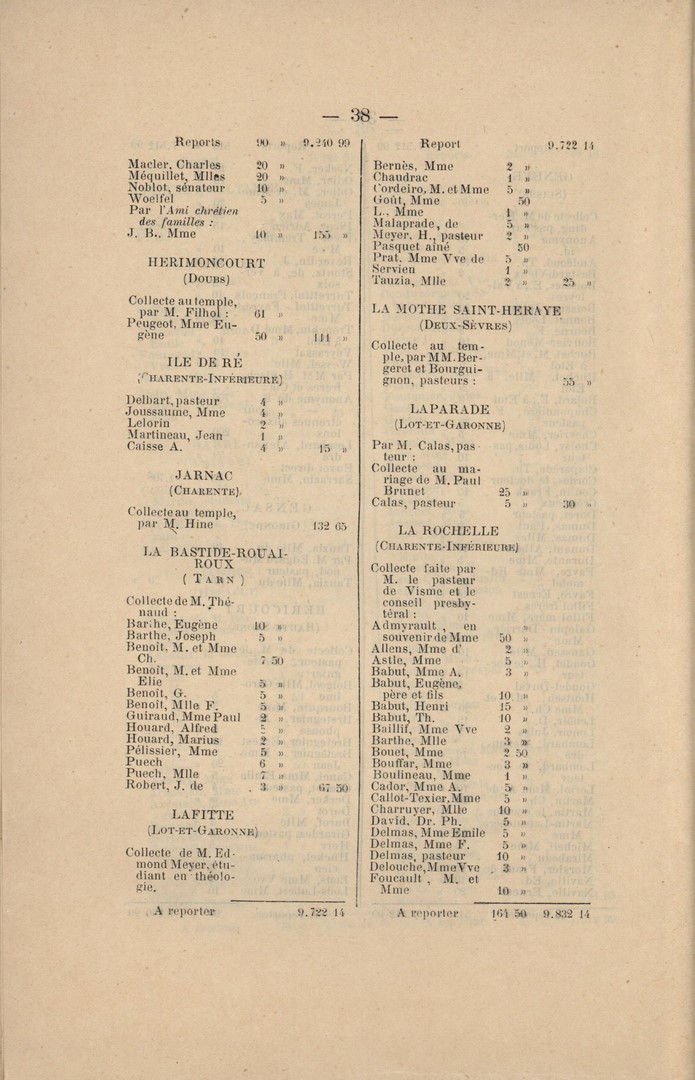 — 38 —
Reports 90 » 9.240 99
Macler, Charles 20 »
Méquillet, Mlles 20 »
Noblot, sénateur 10 »
Woelfel 5 »
Par l'Ami chrétien
des familles :
J. B., Mme 10 » 155 »
HERIMONCOURT
(DOUBS)
Collecte au temple,
par M. Filhol : 61 »
Peugeot, Mme Eu-
gène 50 » 111 »
ILE DE RÉ
(CHARENTE-INFÉRIEURE)
Delbart, pasteur 4 »
Joussaume, Mme 4 »
Lelorin 2 »
Martineau, Jean 1 »
Caisse A. 4 » 15 »
JARNAC
(CHARENTE)
Collecte au temple,
par M. Hine 132 65
LA BASTIDE-ROUAI-
ROUX
( TARN )
Collecte de M. Thé-
naud :
Barthe, Eugène 10 »
Barthe, Joseph 5 »
Benoît, M. et Mme
Ch. 7 50
Benoît, M. et Mme
Elie 5 »
Benoît, G. 5 »
Benoît, Mlle F. 5 »
Guiraud, Mme Paul 2 »
Houard, Alfred 5 »
Houard, Marius 2 »
Pélissier, Mme 5 »
Puech 6 »
Puech, Mlle 7 »
Robert, J. de 3 » 67 50
LAFITTE
(LOT-ET-GARONNE)
Collecte de M. Ed-
mond Meyer, étu-
diant en théolo-
gie.
A reporter 9.722 14
Report 9.722 14
Bernès, Mme 2 »
Chaudrac 1 »
Cordeiro, M. et Mme 5 »
Goût, Mme 50
L., Mme 1 »
Malaprade, de 5 »
Meyer, H., pasteur 2 »
Pasquet aîné 50
Prat, Mme Vve de 5 »
Servien 1 »
Tauzia, Mlle 2 » 25 »
LA MOTHE SAINT-HERAYE
(DEUX-SÈVRES)
Collecte au tem-
ple, par MM. Ber-
geret et Bourgui-
gnon, pasteurs : 55 »
LAPARADE
(LOT-ET-GARONNE)
Par M. Calas, pas-
teur :
Collecte au ma-
riage de M. Paul
Brunet 25 »
Calas, pasteur 5 » 30 »
LA ROCHELLE
(CHARENTE-INFÉRIEURE)
Collecte faite par
M. le pasteur
de Visme et le
conseil presby-
téral :
Admyrault, en »
souvenir de Mme 50 »
Allens, Mme d' 2 »
Astle, Mme 5 »
Babut, Mme A. 3 »
Babut, Eugène,
père et fils 10 »
Babut, Henri 15 »
Babut, Th. 10 »
Baillif, Mme Vve 2 »
Barthe, Mlle 3 »
Bouet, Mme 2 50
Bouffar, Mme 3 »
Boulineau, Mme 1 »
Cador, Mme A. 5 »
Callot-Texier, Mme 5 »
Charruyer, Mlle 10 »
David, Dr. Ph. 5 »
Delmas, Mme Emile 5 »
Delmas, Mme F. 5 »
Delmas, pasteur 10 »
Delouche, Mme Vve 3 »
Foucault, M. et
Mme 10 »
A reporter 164 50 9.832 14